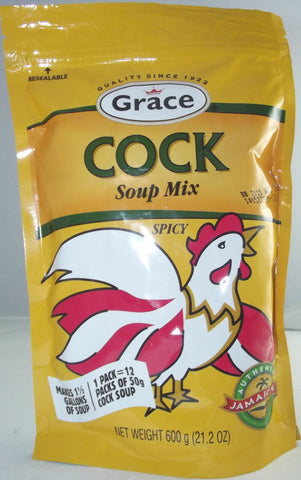 RESEALABLE
QUALITY SINCE 1922
Grace
COCK
Soup Mix
SPICY
MAKES 1½
GALLONS
OF SOUP
1 PACK = 12
PACKS OF 50g
COCK SOUP
AUTHENTIC
JAMAICA
NET WEIGHT 600 g (21.2 OZ)